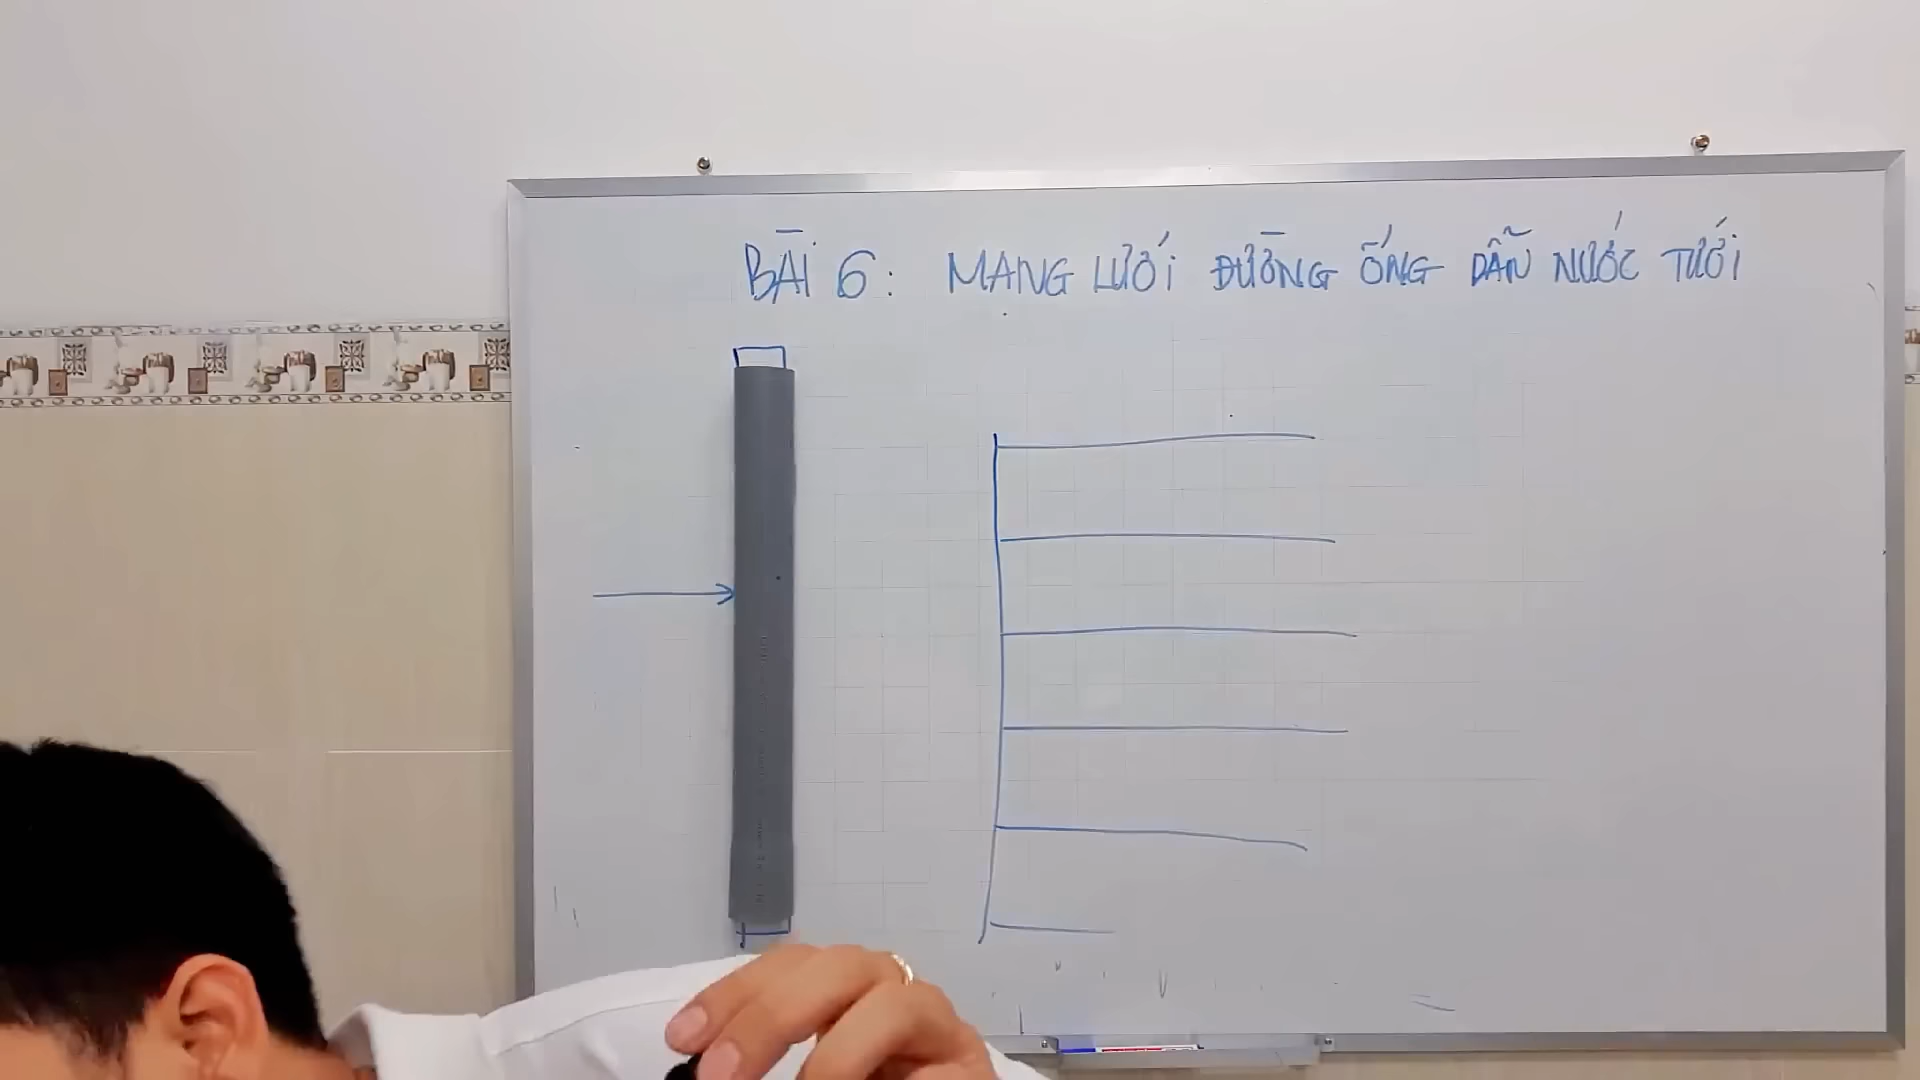 BÀI 6: MẠNG LƯỚI ĐƯỜNG ỐNG DẪN NƯỚC TƯỚI